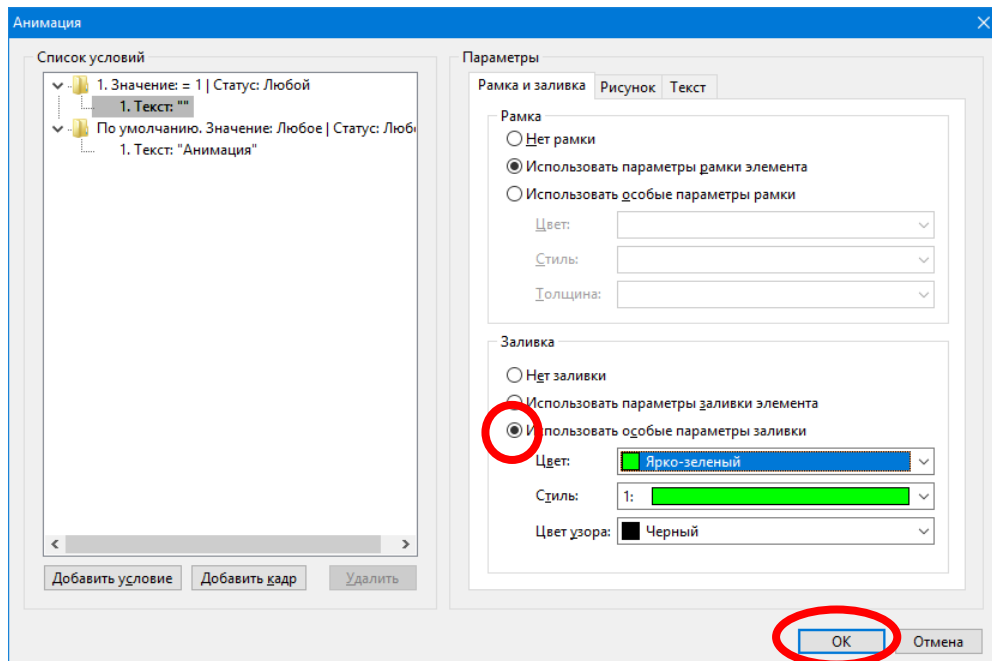 Анимация
Список условий
1. Значение: = 1 | Статус: Любой
1. Текст: ""
По умолчанию. Значение: Любое | Статус: Люб
1. Текст: "Анимация"
Добавить условие Добавить кадр Удалить
Параметры
Рамка и заливка Рисунок Текст
Рамка
Нет рамки
Использовать параметры рамки элемента
Использовать особые параметры рамки
Цвет:
Стиль:
Толщина:
Заливка
Нет заливки
Использовать параметры заливки элемента
Использовать особые параметры заливки
Цвет: Ярко-зеленый
Стиль: 1:
Цвет узора: Черный
ОК Отмена